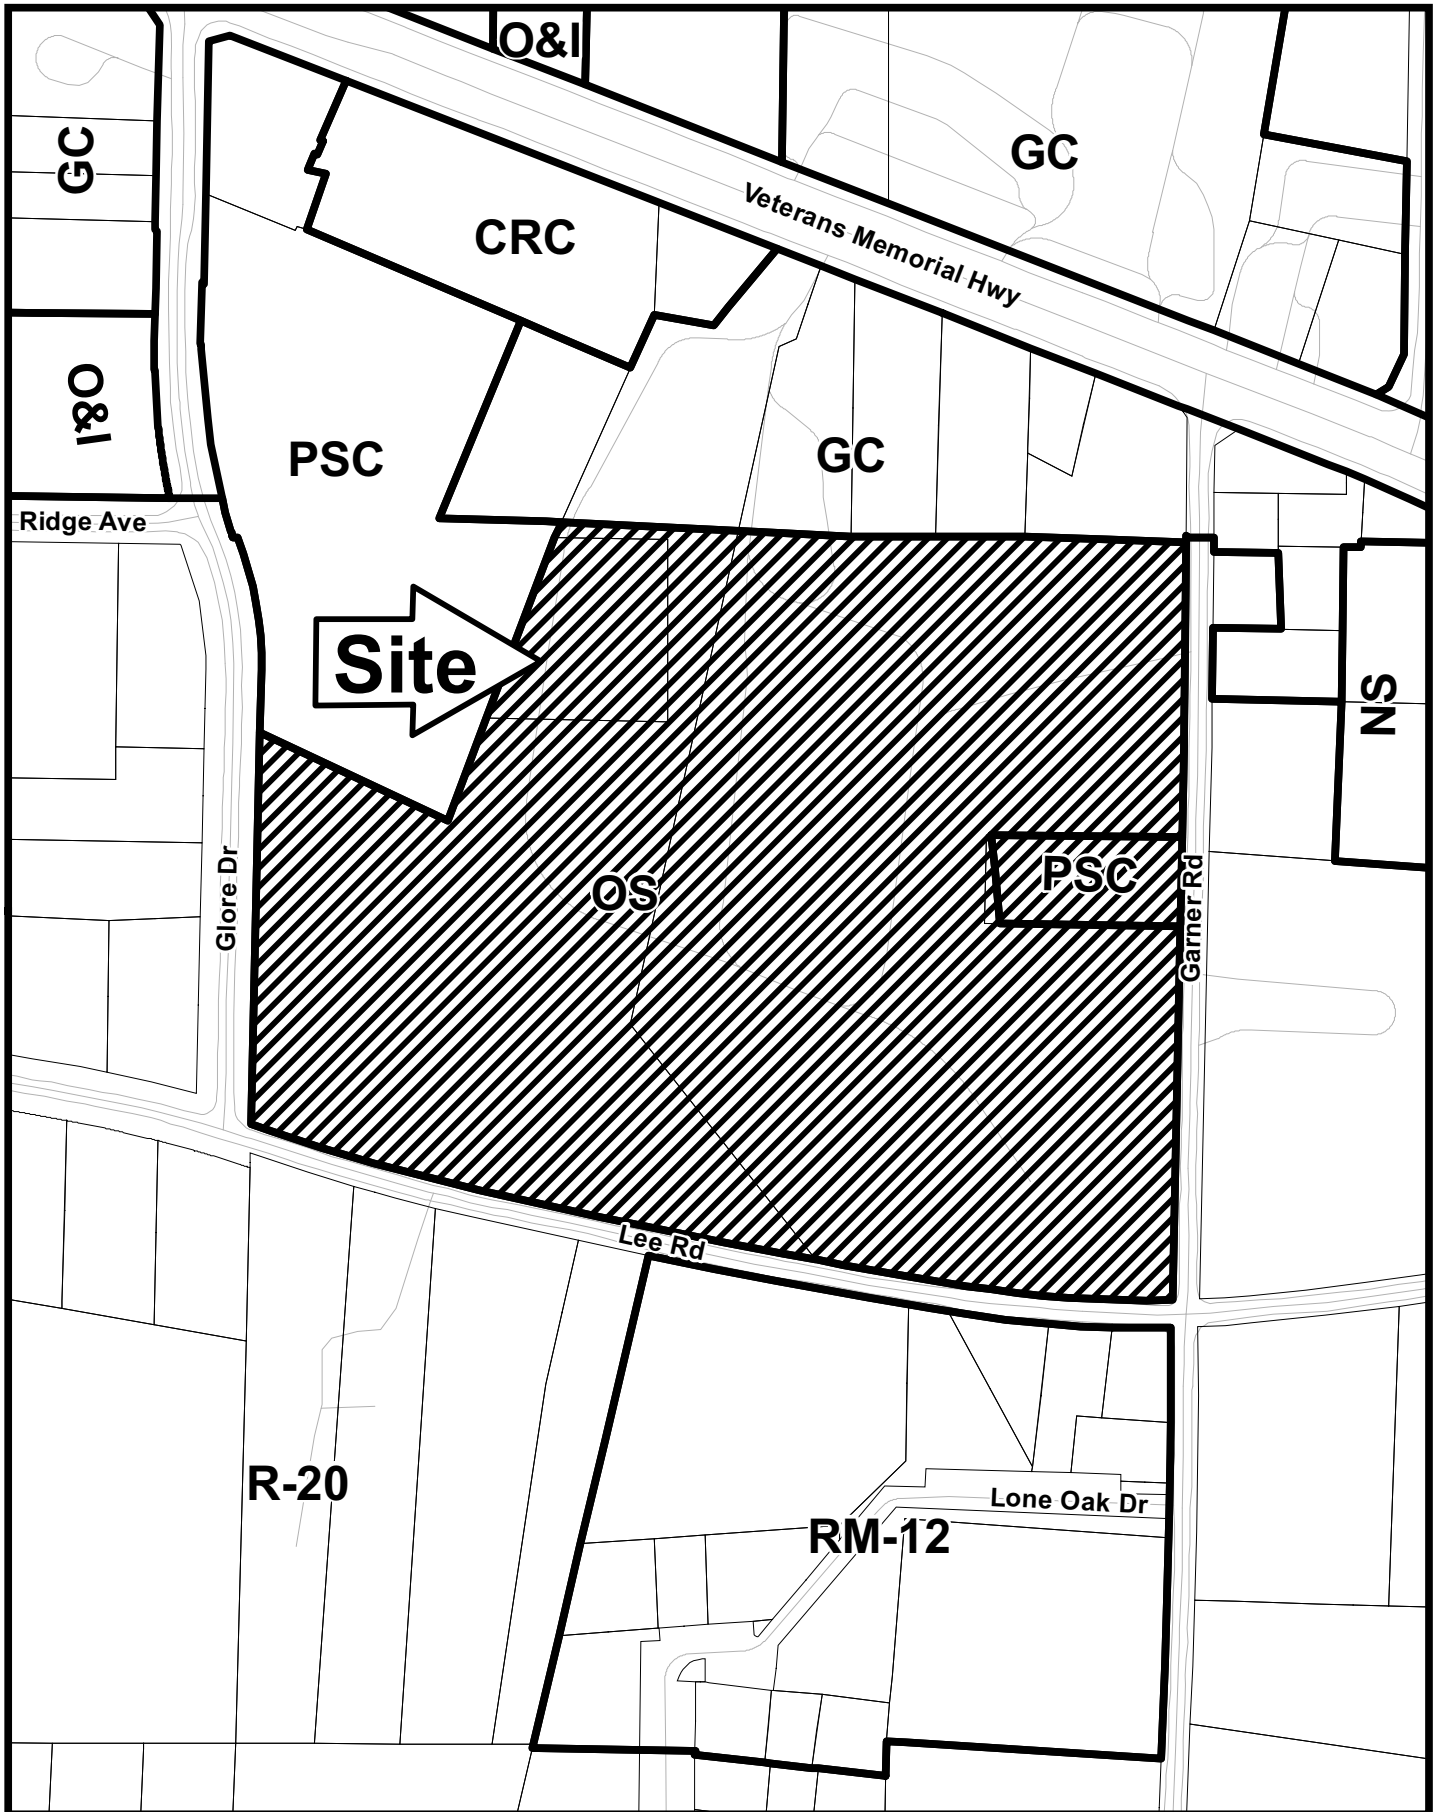 O&I
GC
GC
Veterans Memorial Hwy
CRC
O&I
PSC
GC
Ridge Ave
Site
NS
PSC
OS
Glore Dr
Garner Rd
Lee Rd
R-20
Lone Oak Dr
RM-12